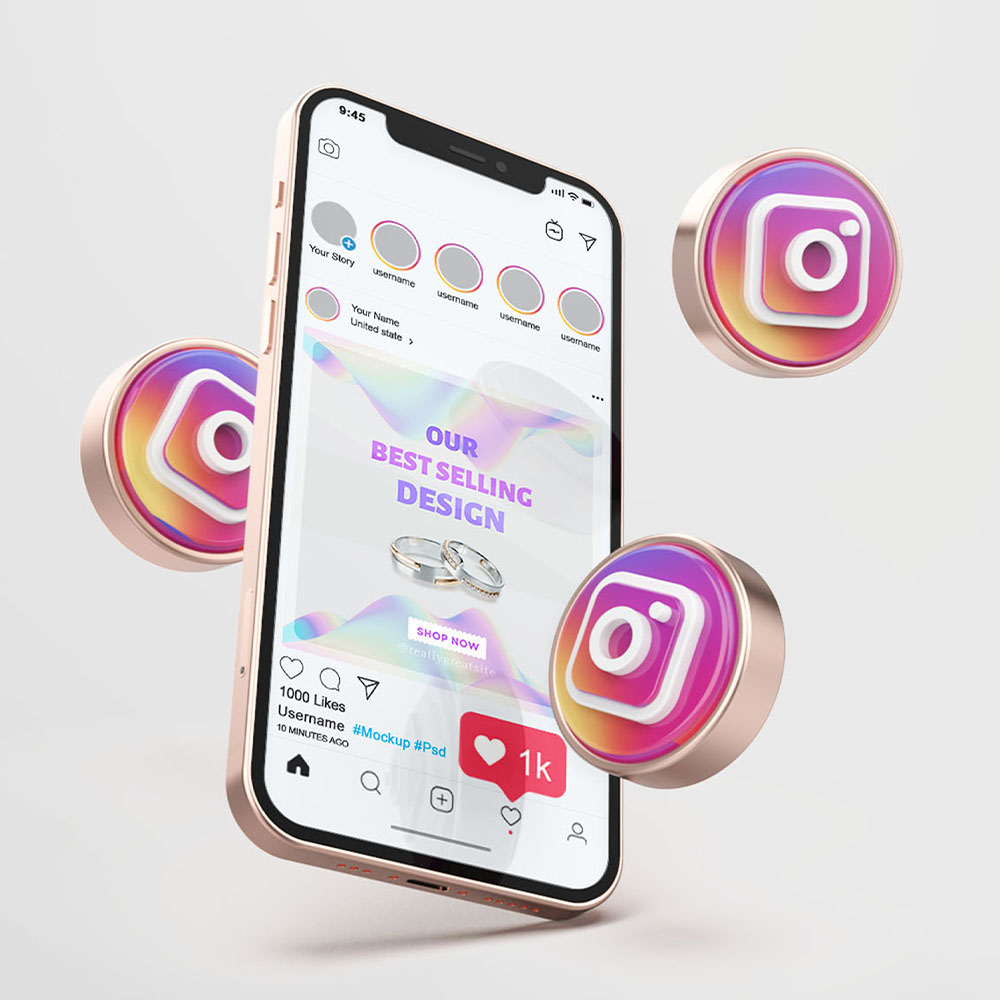 9:45
Your Story
username
username
username
username
Your Name
United state >
OUR
BEST SELLING
DESIGN
SHOP NOW
@reallygreatsite
1000 Likes
Username #Mockup #Psd
10 MINUTES AGO
1k